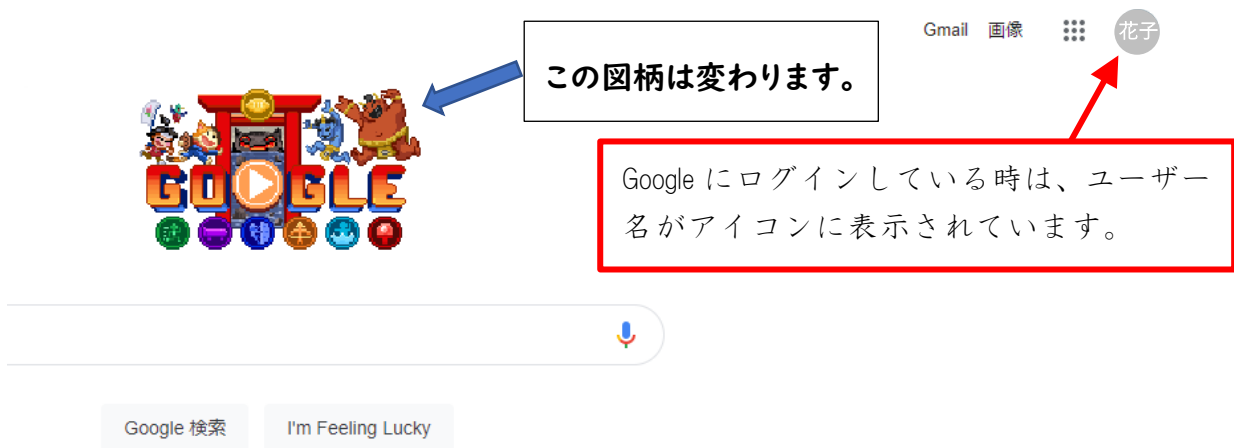 Gmail 画像
花子
この図柄は変わります。
GOOGLE
Google にログインしている時は、ユーザー
名がアイコンに表示されています。
Google 検索 I'm Feeling Lucky